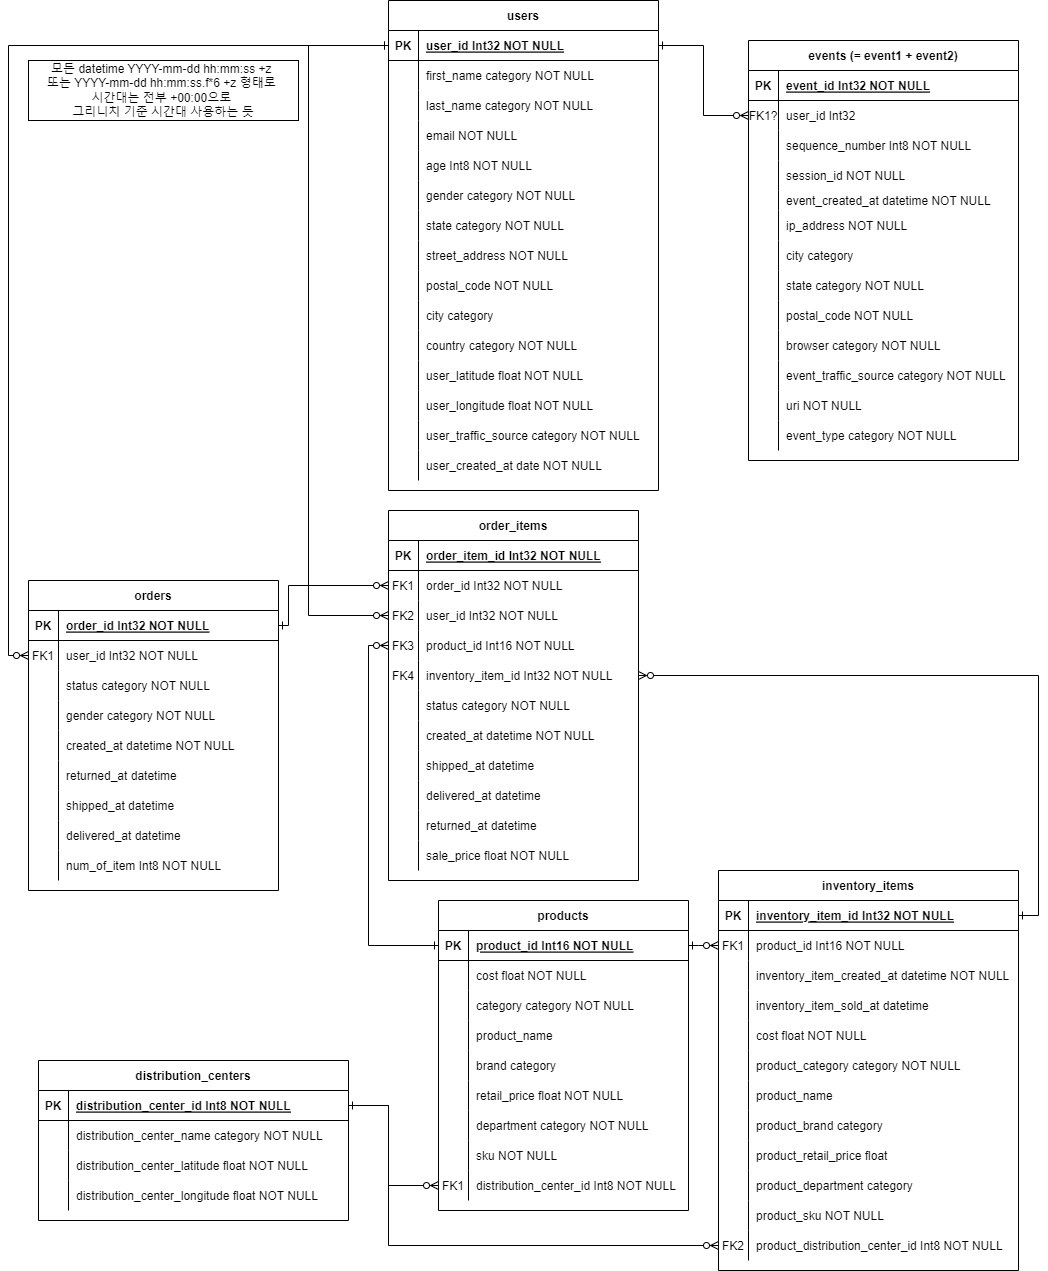 users
PK user_id Int32 NOT NULL
first_name category NOT NULL
last_name category NOT NULL
email NOT NULL
age Int8 NOT NULL
gender category NOT NULL
state category NOT NULL
street_address NOT NULL
postal_code NOT NULL
city category
country category NOT NULL
user_latitude float NOT NULL
user_longitude float NOT NULL
user_traffic_source category NOT NULL
user_created_at date NOT NULL
모든 datetime YYYY-mm-dd hh:mm:ss +z
또는 YYYY-mm-dd hh:mm:ss.f*6 +z 형태로
시간대는 전부 +00:00으로
그리니치 기준 시간대 사용하는 듯
events (= event1 + event2)
PK event_id Int32 NOT NULL
FK1? user_id Int32
sequence_number Int8 NOT NULL
session_id NOT NULL
event_created_at datetime NOT NULL
ip_address NOT NULL
city category
state category NOT NULL
postal_code NOT NULL
browser category NOT NULL
event_traffic_source category NOT NULL
uri NOT NULL
event_type category NOT NULL
order_items
PK order_item_id Int32 NOT NULL
FK1 order_id Int32 NOT NULL
FK2 user_id Int32 NOT NULL
FK3 product_id Int16 NOT NULL
FK4 inventory_item_id Int32 NOT NULL
status category NOT NULL
created_at datetime NOT NULL
shipped_at datetime
delivered_at datetime
returned_at datetime
sale_price float NOT NULL
orders
PK order_id Int32 NOT NULL
FK1 user_id Int32 NOT NULL
status category NOT NULL
gender category NOT NULL
created_at datetime NOT NULL
returned_at datetime
shipped_at datetime
delivered_at datetime
num_of_item Int8 NOT NULL
products
PK product_id Int16 NOT NULL
cost float NOT NULL
category category NOT NULL
product_name
brand category
retail_price float NOT NULL
department category NOT NULL
sku NOT NULL
FK1 distribution_center_id Int8 NOT NULL
inventory_items
PK inventory_item_id Int32 NOT NULL
FK1 product_id Int16 NOT NULL
inventory_item_created_at datetime NOT NULL
inventory_item_sold_at datetime
cost float NOT NULL
product_category category NOT NULL
product_name
product_brand category
product_retail_price float
product_department category
product_sku NOT NULL
FK2 product_distribution_center_id Int8 NOT NULL
distribution_centers
PK distribution_center_id Int8 NOT NULL
distribution_center_name category NOT NULL
distribution_center_latitude float NOT NULL
distribution_center_longitude float NOT NULL